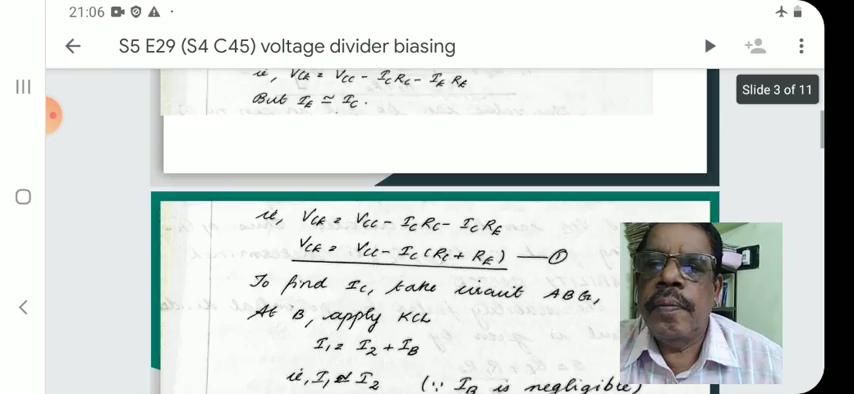 21:06
S5 E29 (S4 C45) voltage divider biasing
Slide 3 of 11
ie, VCE = VCC - ICRC - IERE
But IE ≃ IC.
ie, VCE = VCC - ICRC - ICRE
VCE = VCC - IC(RC + RE) —①
To find IC, take circuit ABG,
At B, apply KCL
I1 = I2 + IB
ie, I1 ≃ I2 (∵ IB is negligible)